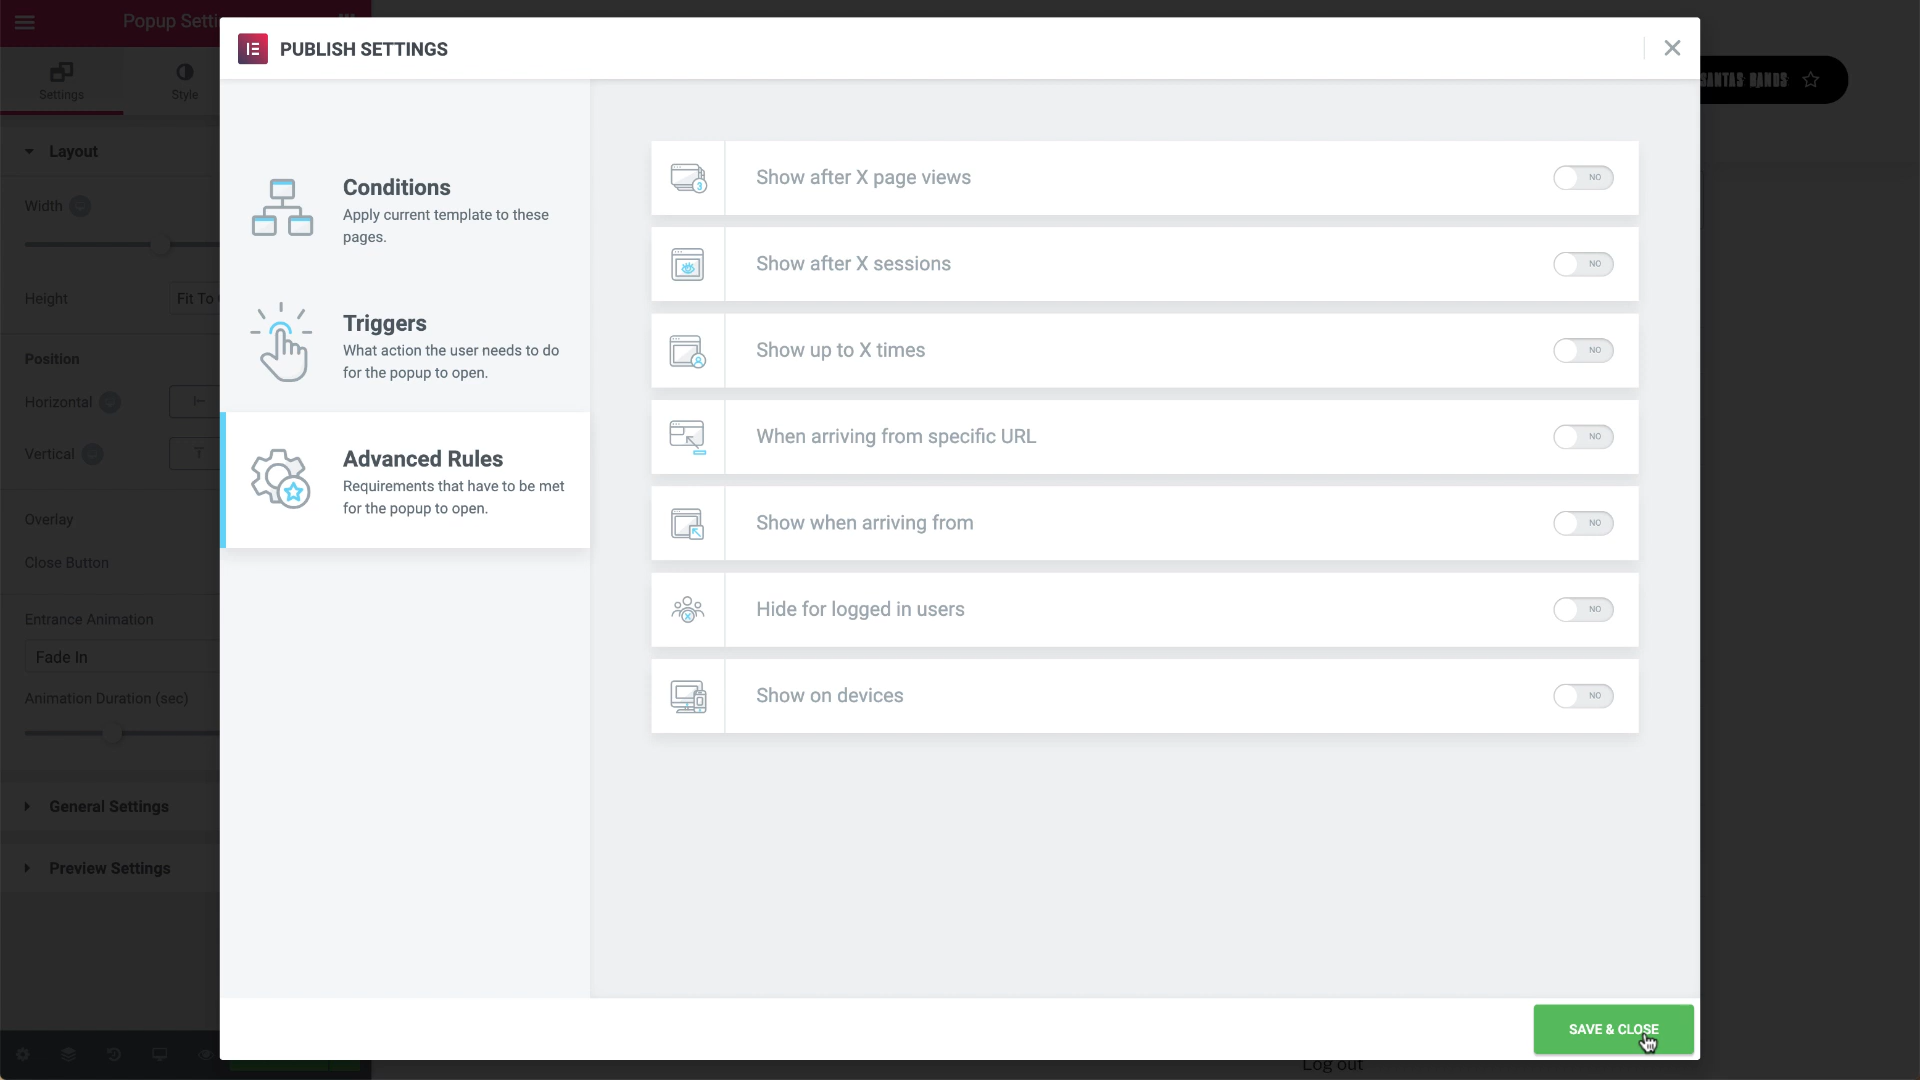 Popup Setti
PUBLISH SETTINGS
Settings
Style
SANTAS BANDS
Layout
Width
Height
Fit To
Position
Horizontal
Vertical
Overlay
Close Button
Entrance Animation
Fade In
Animation Duration (sec)
General Settings
Preview Settings
Conditions
Apply current template to these
pages.
Triggers
What action the user needs to do
for the popup to open.
Advanced Rules
Requirements that have to be met
for the popup to open.
3
Show after X page views
NO
Show after X sessions
NO
Show up to X times
NO
When arriving from specific URL
NO
Show when arriving from
NO
Hide for logged in users
NO
Show on devices
NO
SAVE & CLOSE
Log out